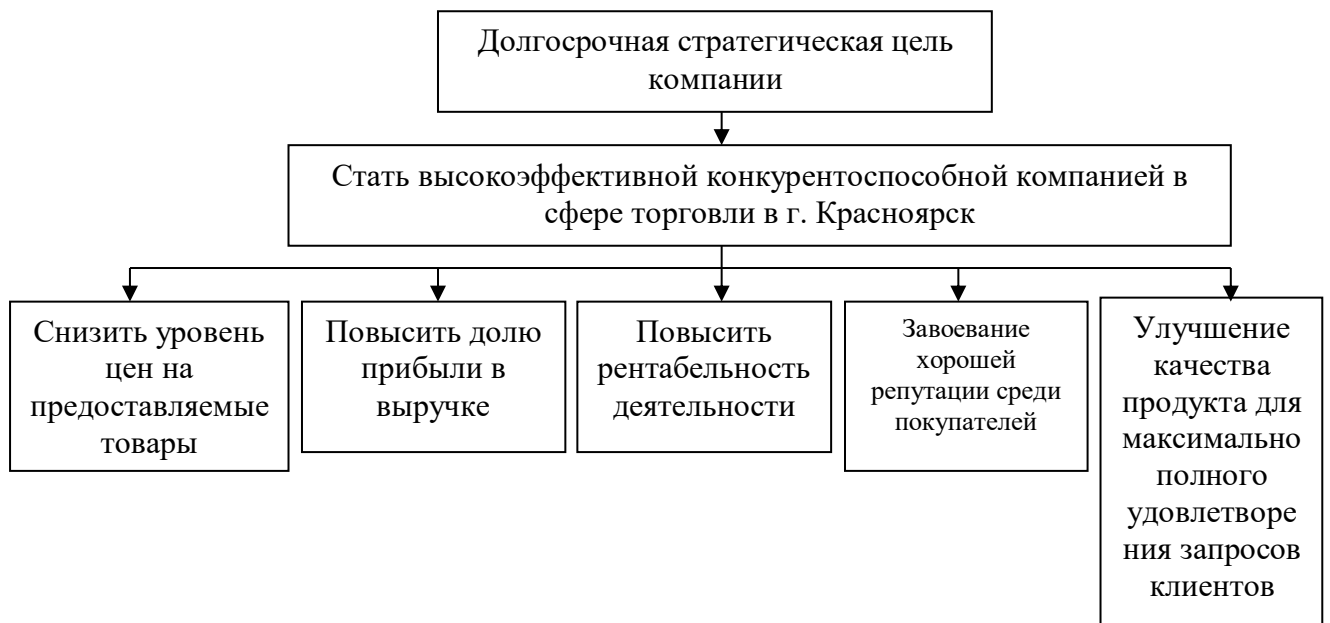 Долгосрочная стратегическая цель
компании
Стать высокоэффективной конкурентоспособной компанией в
сфере торговли в г. Красноярск
Снизить уровень
цен на
предоставляемые
товары
Повысить долю
прибыли в
выручке
Повысить
рентабельность
деятельности
Завоевание
хорошей
репутации среди
покупателей
Улучшение
качества
продукта для
максимально
полного
удовлетворе
ния запросов
клиентов